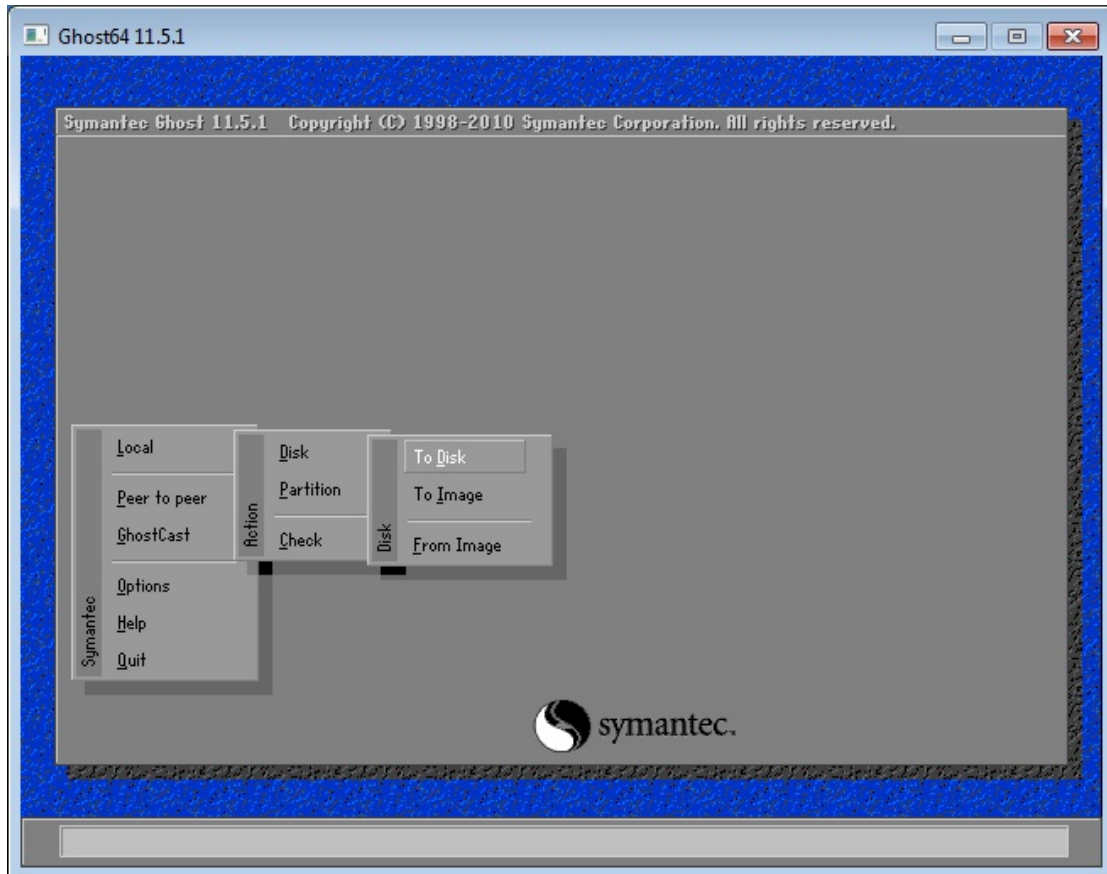 Ghost64 11.5.1
Symantec Ghost 11.5.1 Copyright (C) 1998-2010 Symantec Corporation. All rights reserved.
Symantec
Local
Peer to peer
GhostCast
Options
Help
Quit
Action
Disk
Partition
Check
Disk
To Disk
To Image
From Image
symantec.